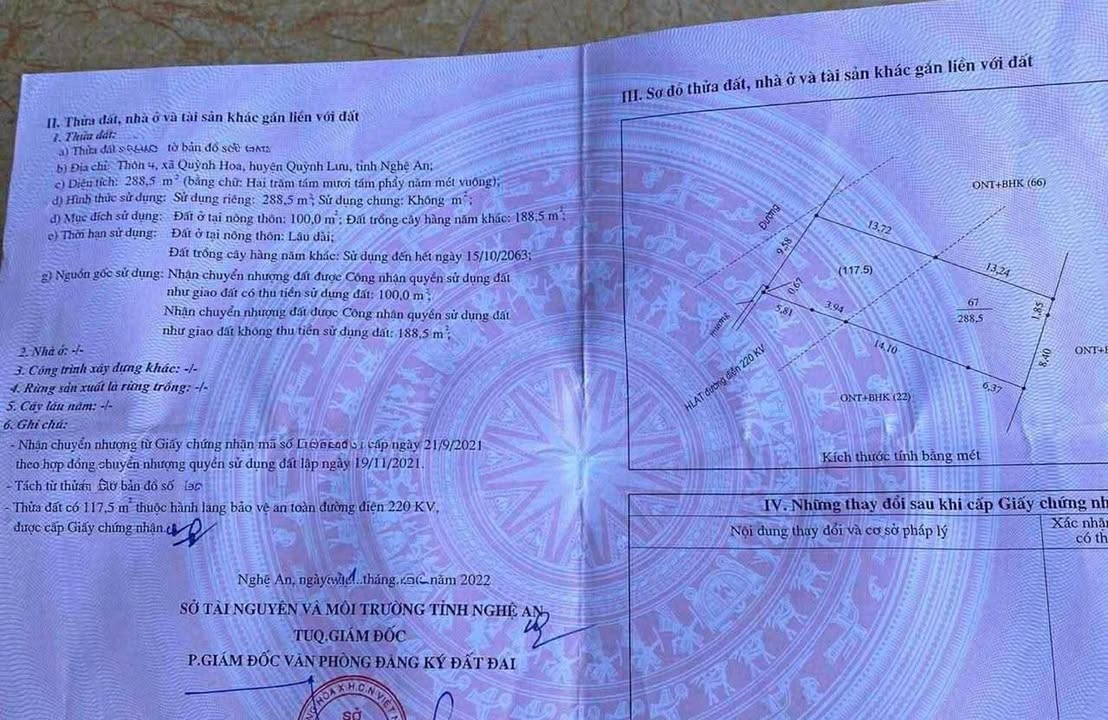 II. Thửa đất, nhà ở và tài sản khác gắn liền với đất
1. Thửa đất:
a) Thửa đất số tờ bản đồ số
b) Địa chỉ: Thôn 4, xã Quỳnh Hoa, huyện Quỳnh Lưu, tỉnh Nghệ An;
c) Diện tích: 288,5 m² (bằng chữ: Hai trăm tám mươi tám phẩy năm mét vuông);
d) Hình thức sử dụng: Sử dụng riêng: 288,5 m²; Sử dụng chung: Không m²;
đ) Mục đích sử dụng: Đất ở tại nông thôn: 100,0 m²; Đất trồng cây hàng năm khác: 188,5 m²;
e) Thời hạn sử dụng: Đất ở tại nông thôn: Lâu dài;
Đất trồng cây hàng năm khác: Sử dụng đến hết ngày 15/10/2063;
g) Nguồn gốc sử dụng: Nhận chuyển nhượng đất được Công nhận quyền sử dụng đất
như giao đất có thu tiền sử dụng đất: 100,0 m²;
Nhận chuyển nhượng đất được Công nhận quyền sử dụng đất
như giao đất không thu tiền sử dụng đất: 188,5 m²;
2. Nhà ở: -/-
3. Công trình xây dựng khác: -/-
4. Rừng sản xuất là rừng trồng: -/-
5. Cây lâu năm: -/-
6. Ghi chú:
- Nhận chuyển nhượng từ Giấy chứng nhận mã số cấp ngày 21/9/2021
theo hợp đồng chuyển nhượng quyền sử dụng đất lập ngày 19/11/2021.
- Tách từ thửa bản đồ số
- Thửa đất có 117,5 m² thuộc hành lang bảo vệ an toàn đường điện 220 KV,
được cấp Giấy chứng nhận.
Nghệ An, ngày tháng năm 2022
SỞ TÀI NGUYÊN VÀ MÔI TRƯỜNG TỈNH NGHỆ AN
TUQ.GIÁM ĐỐC
P.GIÁM ĐỐC VĂN PHÒNG ĐĂNG KÝ ĐẤT ĐAI
HÒA X.H.C.N VIỆT
SỞ
III. Sơ đồ thửa đất, nhà ở và tài sản khác gắn liền với đất
ONT+BHK (66)
Đường
13,72
9,58
(117.5)
13,24
0,67
67
288,5
1,85
5,81
3,94
mương
14,10
8,40
HLAT đường điện 220 KV
6,37
ONT+BHK (22)
Kích thước tính bằng mét
IV. Những thay đổi sau khi cấp Giấy chứng
Nội dung thay đổi và cơ sở pháp lý
Xác
có